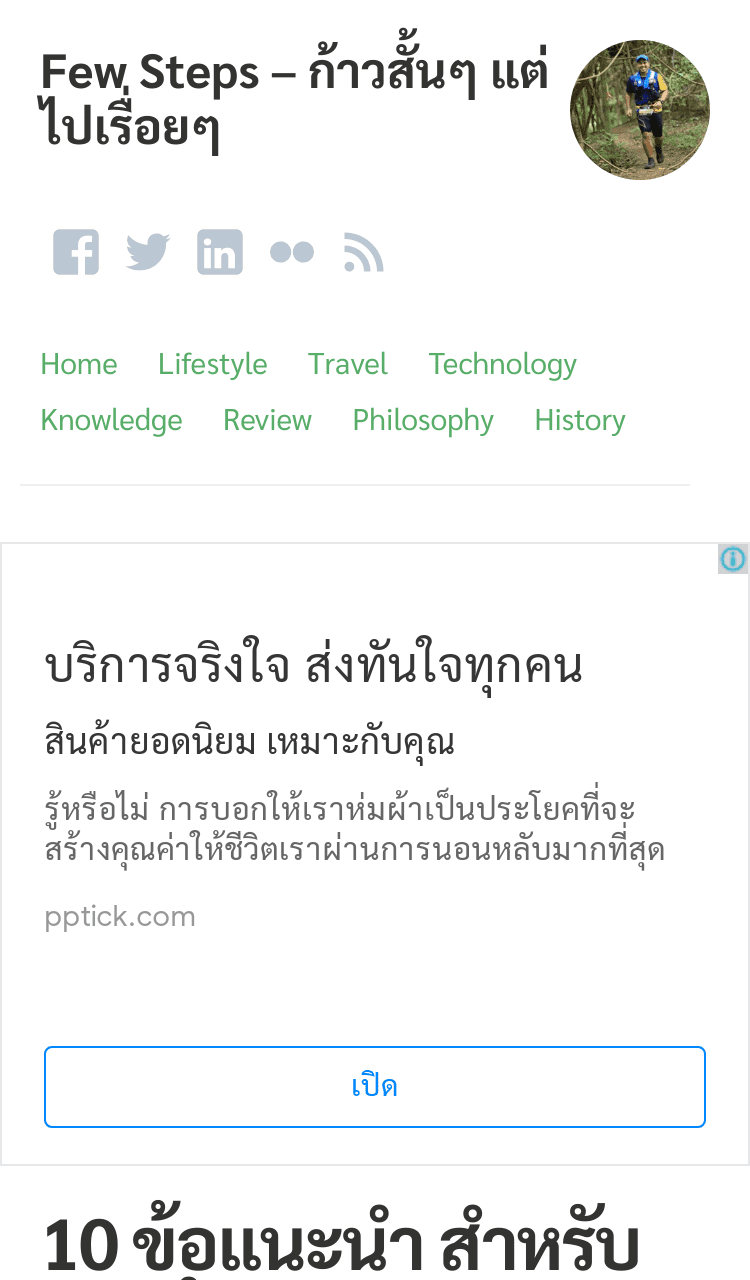 Few Steps – ก้าวสั้นๆ แต่
ไปเรื่อยๆ
Home Lifestyle Travel Technology
Knowledge Review Philosophy History
บริการจริงใจ ส่งทันใจทุกคน
สินค้ายอดนิยม เหมาะกับคุณ
รู้หรือไม่ การบอกให้เราห่มผ้าเป็นประโยคที่จะ
สร้างคุณค่าให้ชีวิตเราผ่านการนอนหลับมากที่สุด
pptick.com
เปิด
10 ข้อแนะนำ สำหรับ